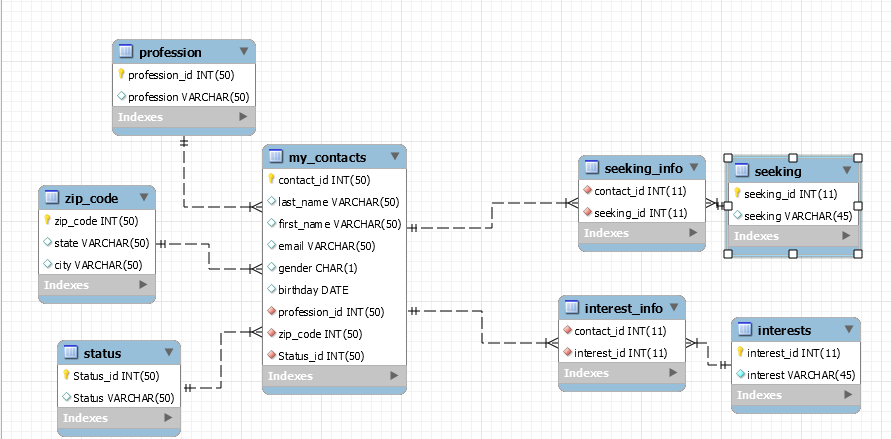 profession
profession_id INT(50)
profession VARCHAR(50)
Indexes
zip_code
zip_code INT(50)
state VARCHAR(50)
city VARCHAR(50)
Indexes
status
Status_id INT(50)
Status VARCHAR(50)
Indexes
my_contacts
contact_id INT(50)
last_name VARCHAR(50)
first_name VARCHAR(50)
email VARCHAR(50)
gender CHAR(1)
birthday DATE
profession_id INT(50)
zip_code INT(50)
Status_id INT(50)
Indexes
seeking_info
contact_id INT(11)
seeking_id INT(11)
Indexes
seeking
seeking_id INT(11)
seeking VARCHAR(45)
Indexes
interest_info
contact_id INT(11)
interest_id INT(11)
Indexes
interests
interest_id INT(11)
interest VARCHAR(45)
Indexes